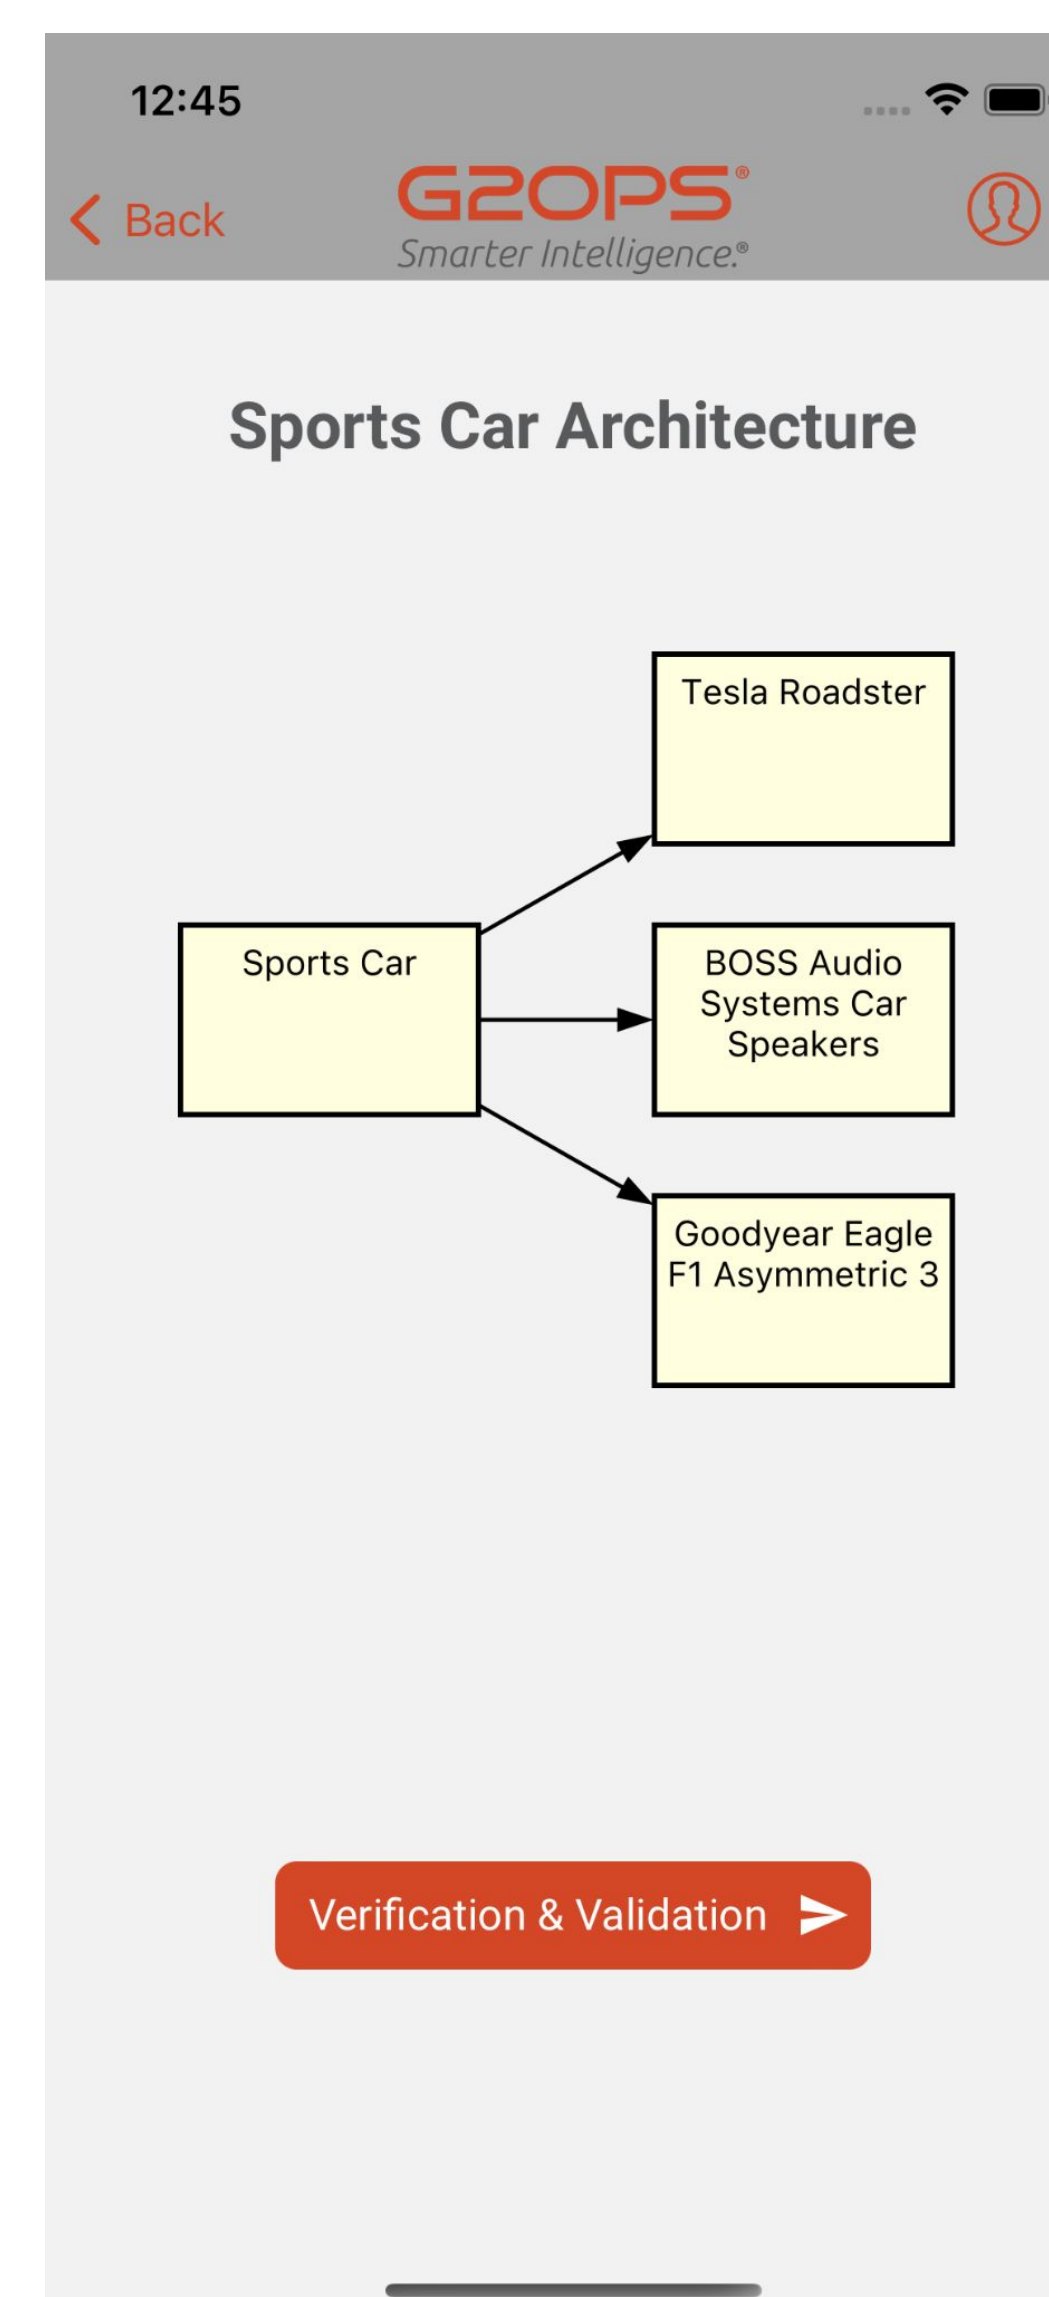 12:45
Back
G2OPS®
Smarter Intelligence.®
Sports Car Architecture
Tesla Roadster
Sports Car
BOSS Audio
Systems Car
Speakers
Goodyear Eagle
F1 Asymmetric 3
Verification & Validation